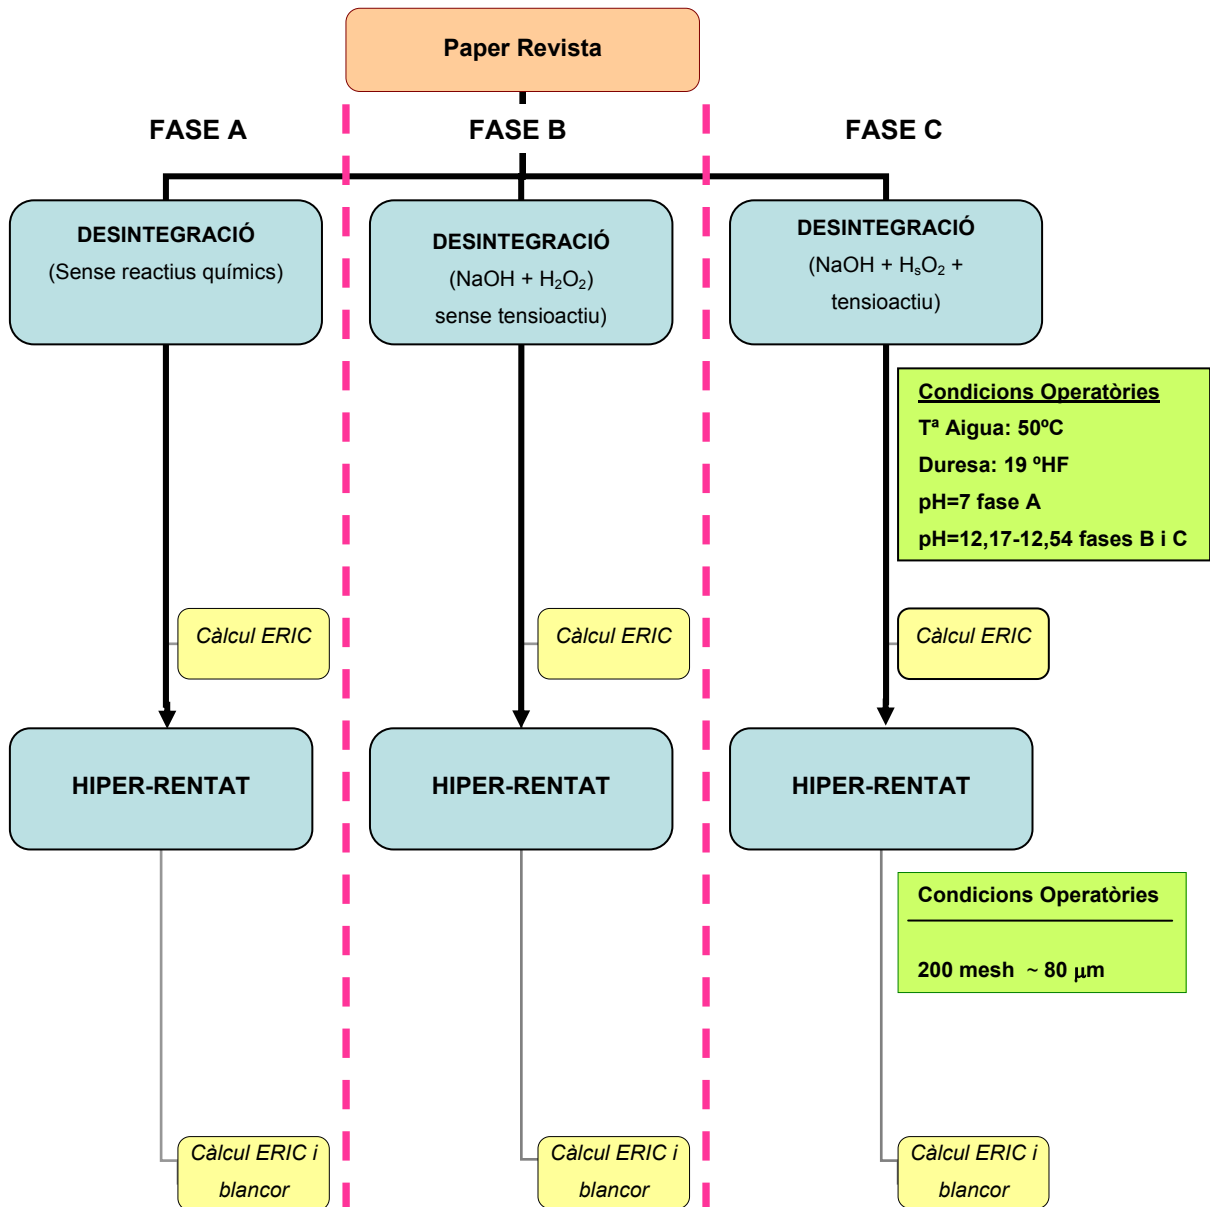 Paper Revista
FASE A
FASE B
FASE C
DESINTEGRACIÓ
(Sense reactius químics)
DESINTEGRACIÓ
(NaOH + H₂O₂)
sense tensioactiu)
DESINTEGRACIÓ
(NaOH + HₛO₂ +
tensioactiu)
Condicions Operatòries
Tª Aigua: 50ºC
Duresa: 19 ºHF
pH=7 fase A
pH=12,17-12,54 fases B i C
Càlcul ERIC
Càlcul ERIC
Càlcul ERIC
HIPER-RENTAT
HIPER-RENTAT
HIPER-RENTAT
Condicions Operatòries
200 mesh ~ 80 μm
Càlcul ERIC i
blancor
Càlcul ERIC i
blancor
Càlcul ERIC i
blancor